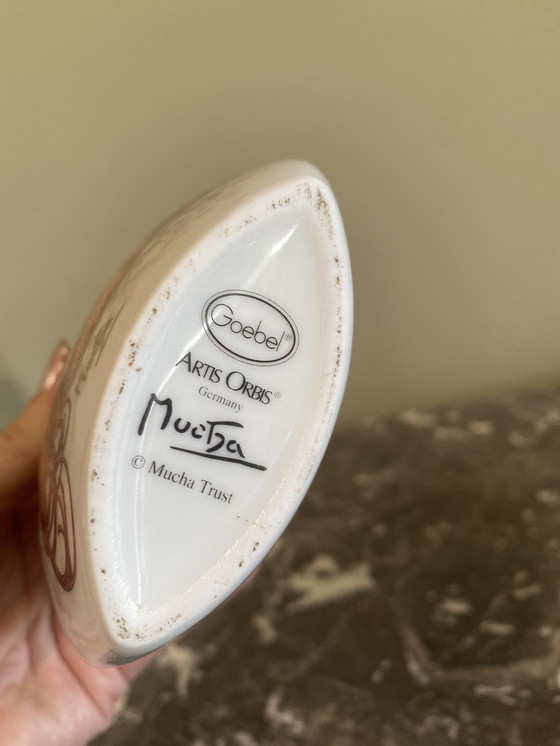 Goebel®
ARTIS ORBIS®
Germany
Mucha
© Mucha Trust